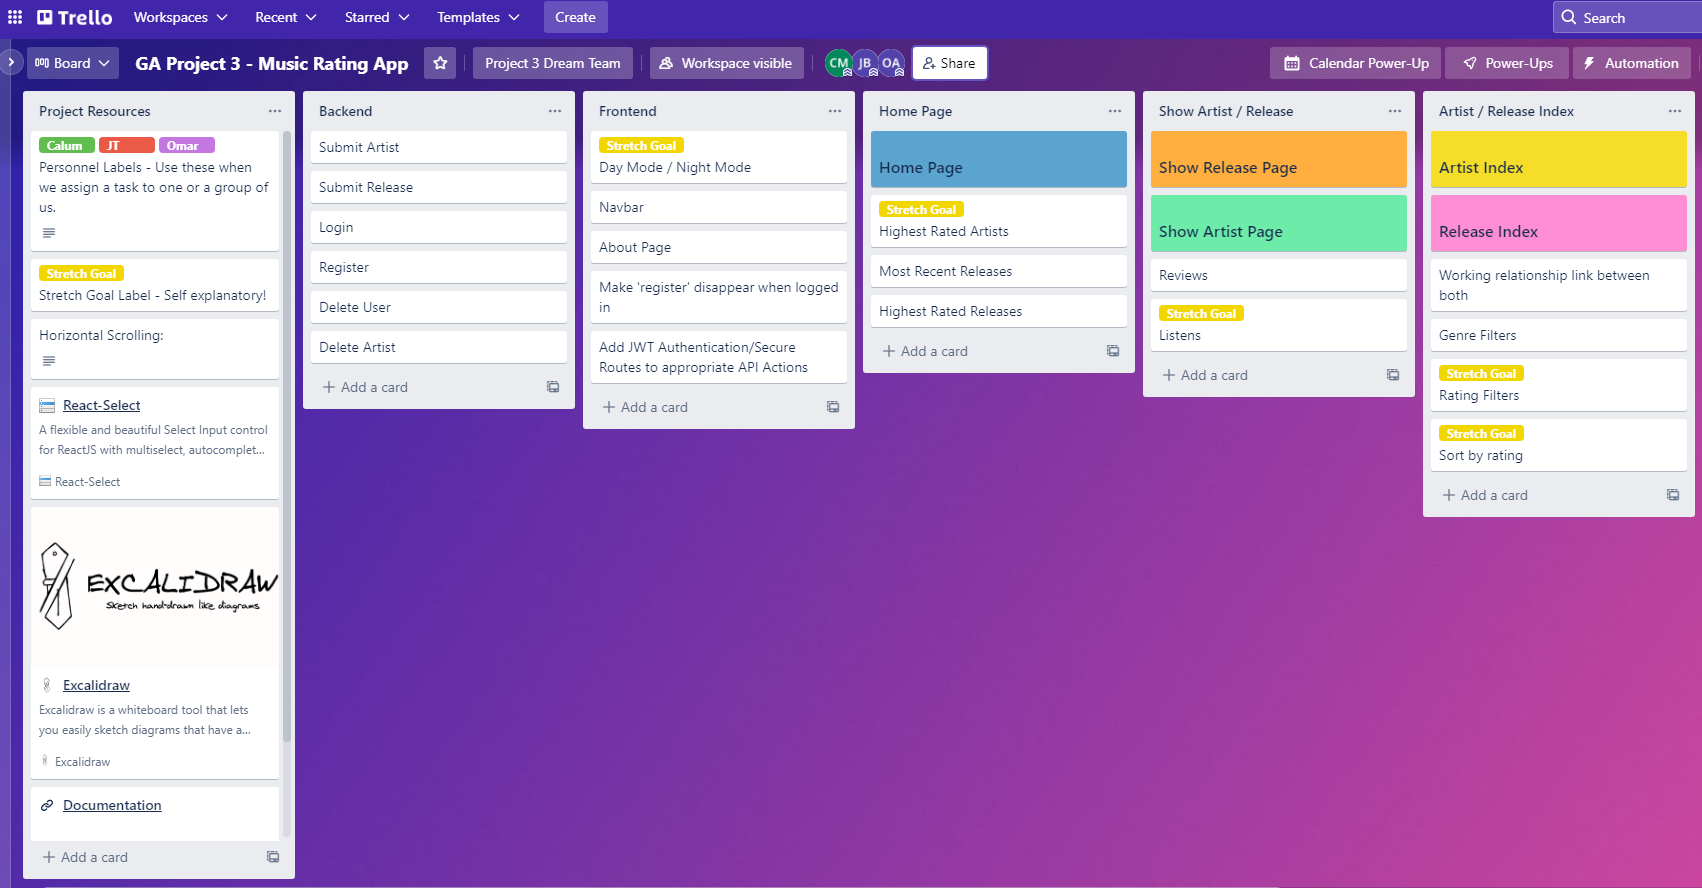 Trello
Workspaces
Recent
Starred
Templates
Create
Search
Board
GA Project 3 - Music Rating App
Project 3 Dream Team
Workspace visible
CM
JB
OA
Share
Calendar Power-Up
Power-Ups
Automation
Project Resources
Calum
JT
Omar
Personnel Labels - Use these when
we assign a task to one or a group of
us.
Stretch Goal
Stretch Goal Label - Self explanatory!
Horizontal Scrolling:
React-Select
A flexible and beautiful Select Input control
for ReactJS with multiselect, autocomplet...
React-Select
EXCALIDRAW
Sketch hand-drawn like diagrams
Excalidraw
Excalidraw is a whiteboard tool that lets
you easily sketch diagrams that have a...
Excalidraw
Documentation
Add a card
Backend
Submit Artist
Submit Release
Login
Register
Delete User
Delete Artist
Add a card
Frontend
Stretch Goal
Day Mode / Night Mode
Navbar
About Page
Make 'register' disappear when logged
in
Add JWT Authentication/Secure
Routes to appropriate API Actions
Add a card
Home Page
Home Page
Stretch Goal
Highest Rated Artists
Most Recent Releases
Highest Rated Releases
Add a card
Show Artist / Release
Show Release Page
Show Artist Page
Reviews
Stretch Goal
Listens
Add a card
Artist / Release Index
Artist Index
Release Index
Working relationship link between
both
Genre Filters
Stretch Goal
Rating Filters
Stretch Goal
Sort by rating
Add a card